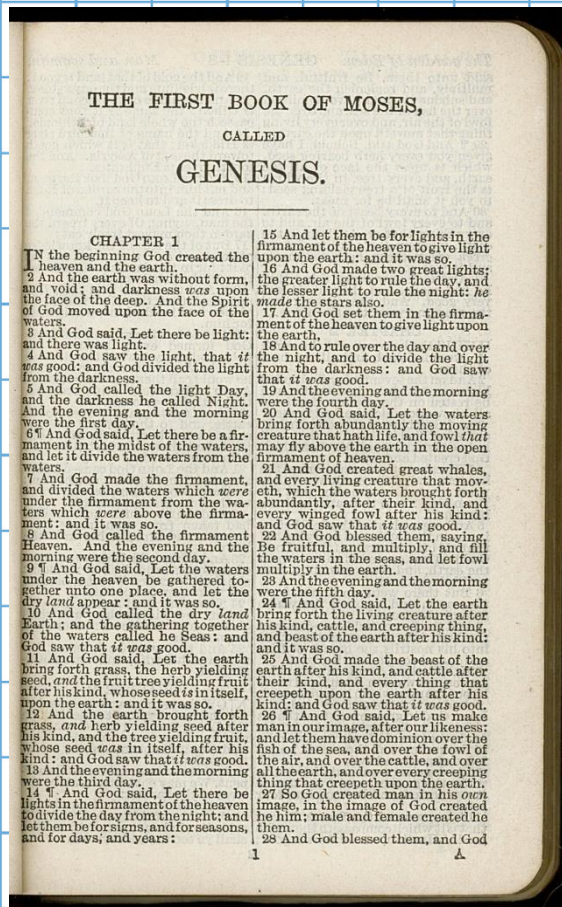 THE FIRST BOOK OF MOSES,
CALLED
GENESIS.
CHAPTER 1
IN the beginning God created the
heaven and the earth.
2 And the earth was without form,
and void; and darkness was upon
the face of the deep. And the Spirit
of God moved upon the face of the
waters.
3 And God said, Let there be light:
and there was light.
4 And God saw the light, that it
was good: and God divided the light
from the darkness.
5 And God called the light Day,
and the darkness he called Night.
And the evening and the morning
were the first day.
6 ¶ And God said, Let there be a fir-
mament in the midst of the waters,
and let it divide the waters from the
waters.
7 And God made the firmament,
and divided the waters which were
under the firmament from the wa-
ters which were above the firma-
ment: and it was so.
8 And God called the firmament
Heaven. And the evening and the
morning were the second day.
9 ¶ And God said, Let the waters
under the heaven be gathered to-
gether unto one place, and let the
dry land appear: and it was so.
10 And God called the dry land
Earth; and the gathering together
of the waters called he Seas: and
God saw that it was good.
11 And God said, Let the earth
bring forth grass, the herb yielding
seed, and the fruit tree yielding fruit
after his kind, whose seed is in itself,
upon the earth: and it was so.
12 And the earth brought forth
grass, and herb yielding seed after
his kind, and the tree yielding fruit,
whose seed was in itself, after his
kind: and God saw that it was good.
13 And the evening and the morning
were the third day.
14 ¶ And God said, Let there be
lights in the firmament of the heaven
to divide the day from the night; and
let them be for signs, and for seasons,
and for days, and years:
15 And let them be for lights in the
firmament of the heaven to give light
upon the earth: and it was so.
16 And God made two great lights;
the greater light to rule the day, and
the lesser light to rule the night: he
made the stars also.
17 And God set them in the firma-
ment of the heaven to give light upon
the earth,
18 And to rule over the day and over
the night, and to divide the light
from the darkness: and God saw
that it was good.
19 And the evening and the morning
were the fourth day.
20 And God said, Let the waters
bring forth abundantly the moving
creature that hath life, and fowl that
may fly above the earth in the open
firmament of heaven.
21 And God created great whales,
and every living creature that mov-
eth, which the waters brought forth
abundantly, after their kind, and
every winged fowl after his kind:
and God saw that it was good.
22 And God blessed them, saying,
Be fruitful, and multiply, and fill
the waters in the seas, and let fowl
multiply in the earth.
23 And the evening and the morning
were the fifth day.
24 ¶ And God said, Let the earth
bring forth the living creature after
his kind, cattle, and creeping thing,
and beast of the earth after his kind:
and it was so.
25 And God made the beast of the
earth after his kind, and cattle after
their kind, and every thing that
creepeth upon the earth after his
kind: and God saw that it was good.
26 ¶ And God said, Let us make
man in our image, after our likeness:
and let them have dominion over the
fish of the sea, and over the fowl of
the air, and over the cattle, and over
all the earth, and over every creeping
thing that creepeth upon the earth.
27 So God created man in his own
image, in the image of God created
he him; male and female created he
them.
28 And God blessed them, and God
1 A